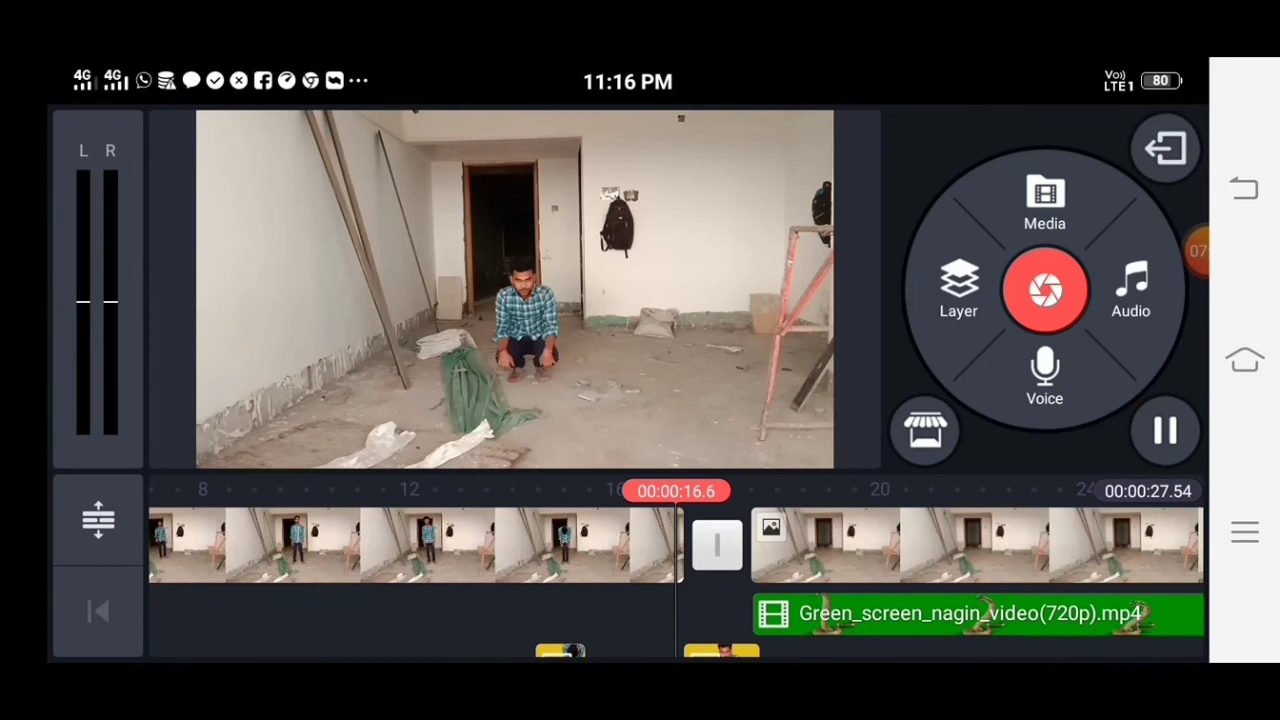 4G 4G 11:16 PM Vo)) LTE1 80
L R
Media
07
Layer
Audio
Voice
8 12 16 00:00:16.6 20 24 00:00:27.54
Green_screen_nagin_video(720p).mp4